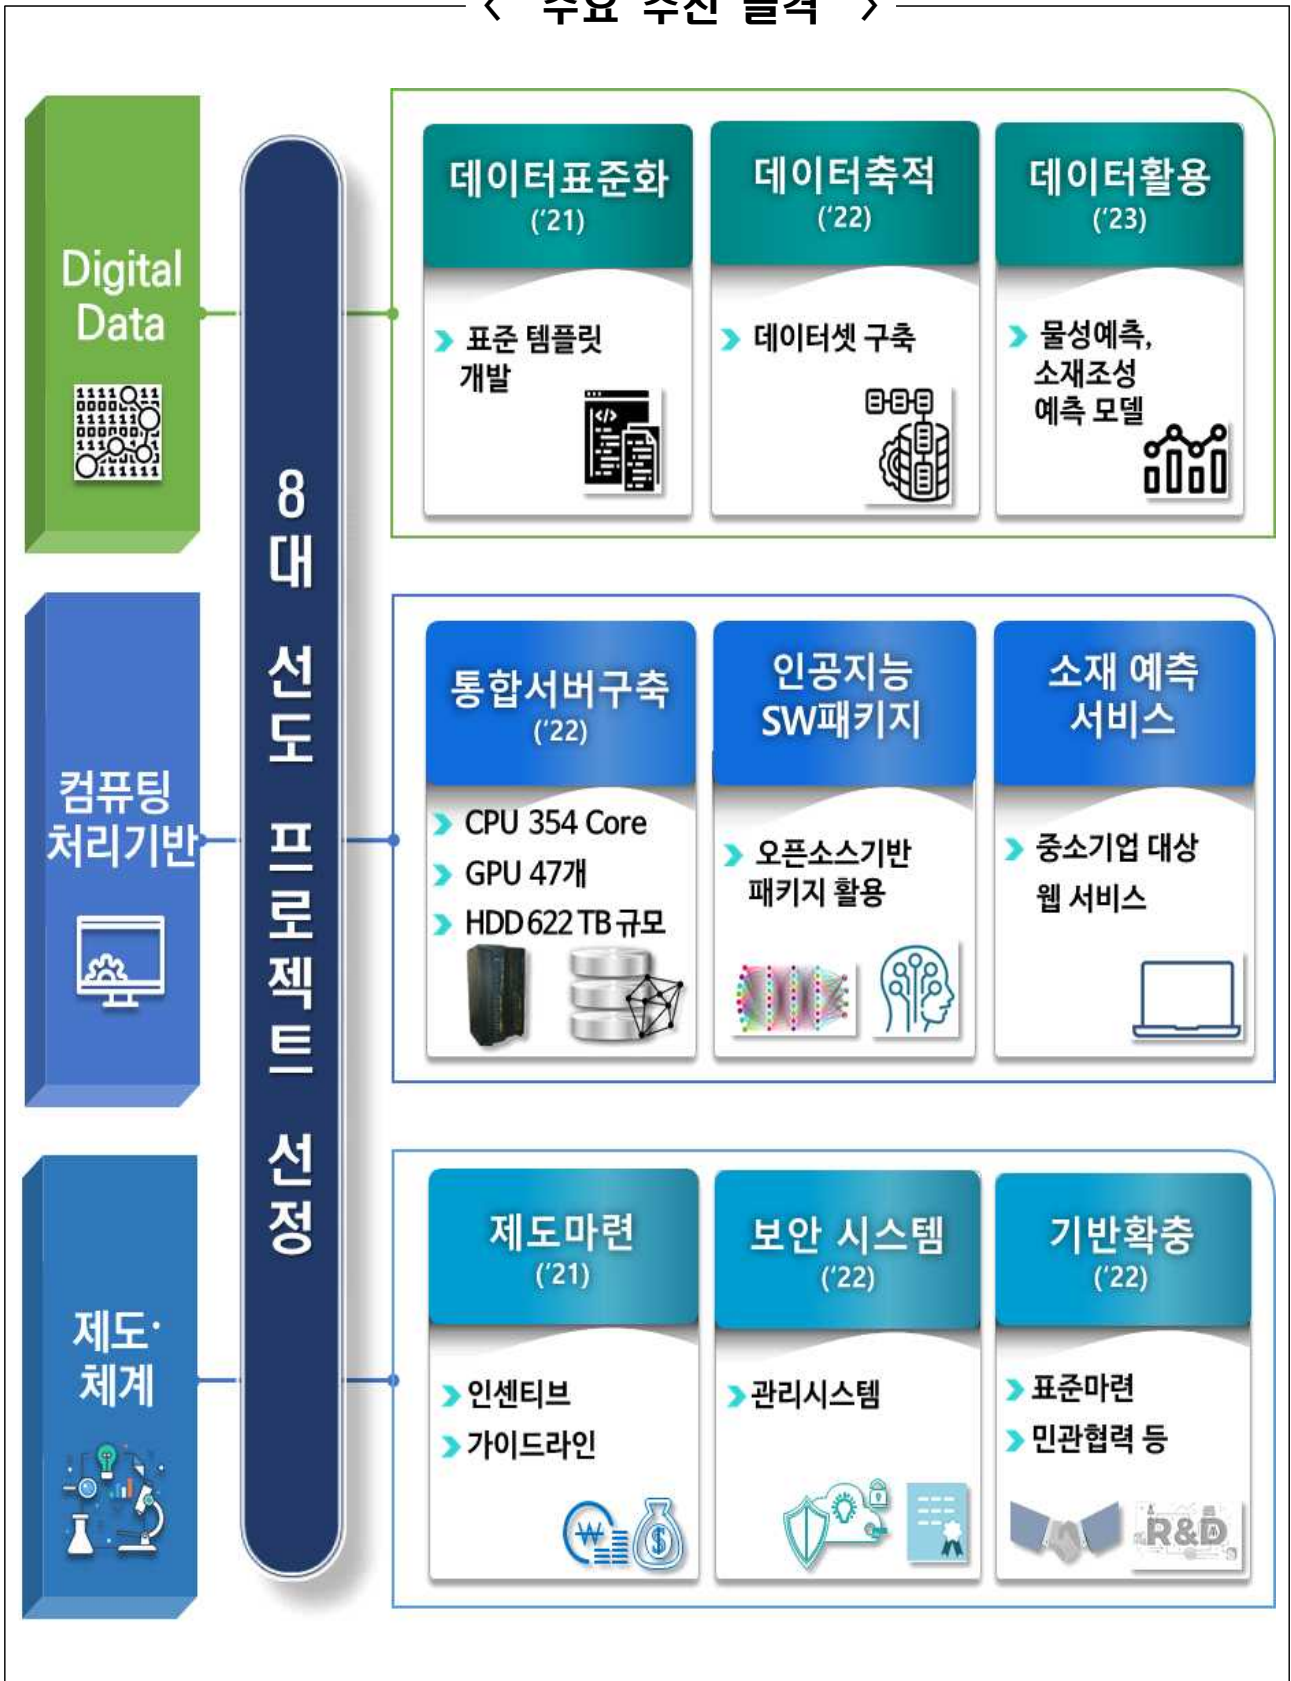 < 주요 추진 골격 >
Digital
Data
8대 선도 프로젝트 선정
데이터표준화
('21)
표준 템플릿
개발
데이터축적
('22)
데이터셋 구축
데이터활용
('23)
물성예측,
소재조성
예측 모델
컴퓨팅
처리기반
통합서버구축
('22)
CPU 354 Core
GPU 47개
HDD 622 TB 규모
인공지능
SW패키지
오픈소스기반
패키지 활용
소재 예측
서비스
중소기업 대상
웹 서비스
제도·
체계
제도마련
('21)
인센티브
가이드라인
보안 시스템
('22)
관리시스템
기반확충
('22)
표준마련
민관협력 등
R&D